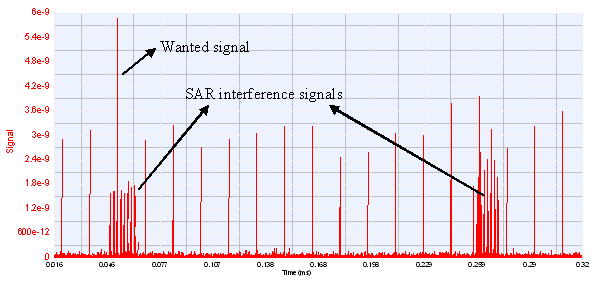 6e-9
5.4e-9
Wanted signal
4.8e-9
4.2e-9
SAR interference signals
3.6e-9
3e-9
Signal
2.4e-9
1.8e-9
1.2e-9
600e-12
0
0.016 0.046 0.077 0.107 0.138 0.168 0.198 0.229 0.259 0.29 0.32
Time (ms)